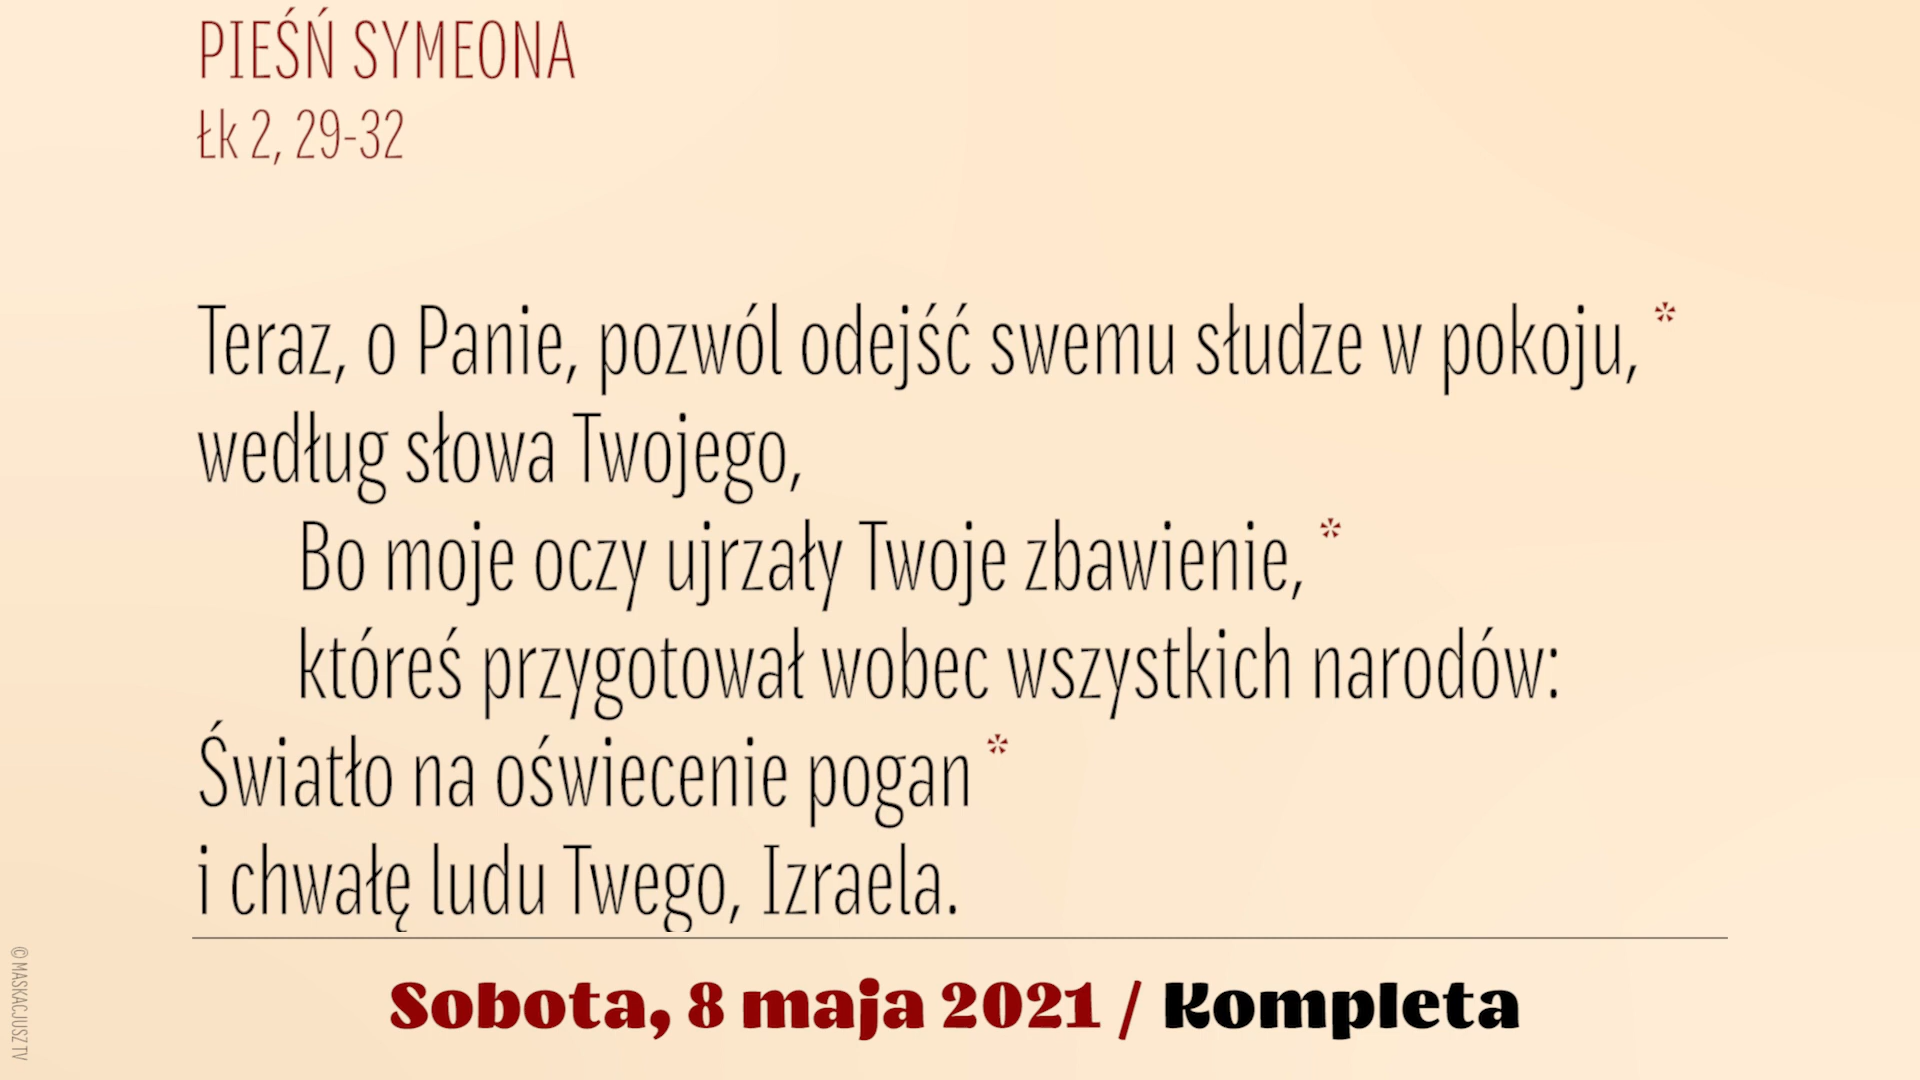 PIEŚŃ SYMEONA
Łk 2, 29-32
Teraz, o Panie, pozwól odejść swemu słudze w pokoju, *
według słowa Twojego,
Bo moje oczy ujrzały Twoje zbawienie, *
któreś przygotował wobec wszystkich narodów:
Światło na oświecenie pogan *
i chwałę ludu Twego, Izraela.
Sobota, 8 maja 2021 / Kompleta
© MASKACJUSZ TV